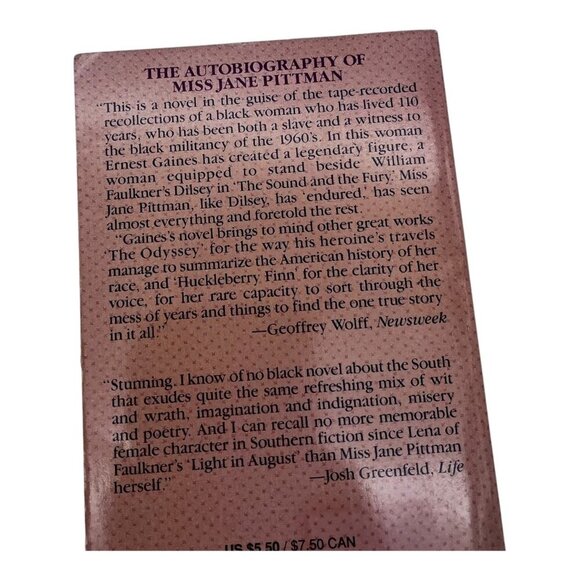 THE AUTOBIOGRAPHY OF
MISS JANE PITTMAN
"This is a novel in the guise of the tape-recorded
recollections of a black woman who has lived 110
years, who has been both a slave and a witness to
the black militancy of the 1960's. In this woman
Ernest Gaines has created a legendary figure, a
woman equipped to stand beside William
Faulkner's Dilsey in 'The Sound and the Fury.' Miss
Jane Pittman, like Dilsey, has 'endured,' has seen
almost everything and foretold the rest.
"Gaines's novel brings to mind other great works
'The Odyssey' for the way his heroine's travels
manage to summarize the American history of her
race, and 'Huckleberry Finn' for the clarity of her
voice, for her rare capacity to sort through the
mess of years and things to find the one true story
in it all."
—Geoffrey Wolff, Newsweek
"Stunning. I know of no black novel about the South
that exudes quite the same refreshing mix of wit
and wrath, imagination and indignation, misery
and poetry. And I can recall no more memorable
female character in Southern fiction since Lena of
Faulkner's 'Light in August' than Miss Jane Pittman
herself."
—Josh Greenfeld, Life
US $5.50 / $7.50 CAN